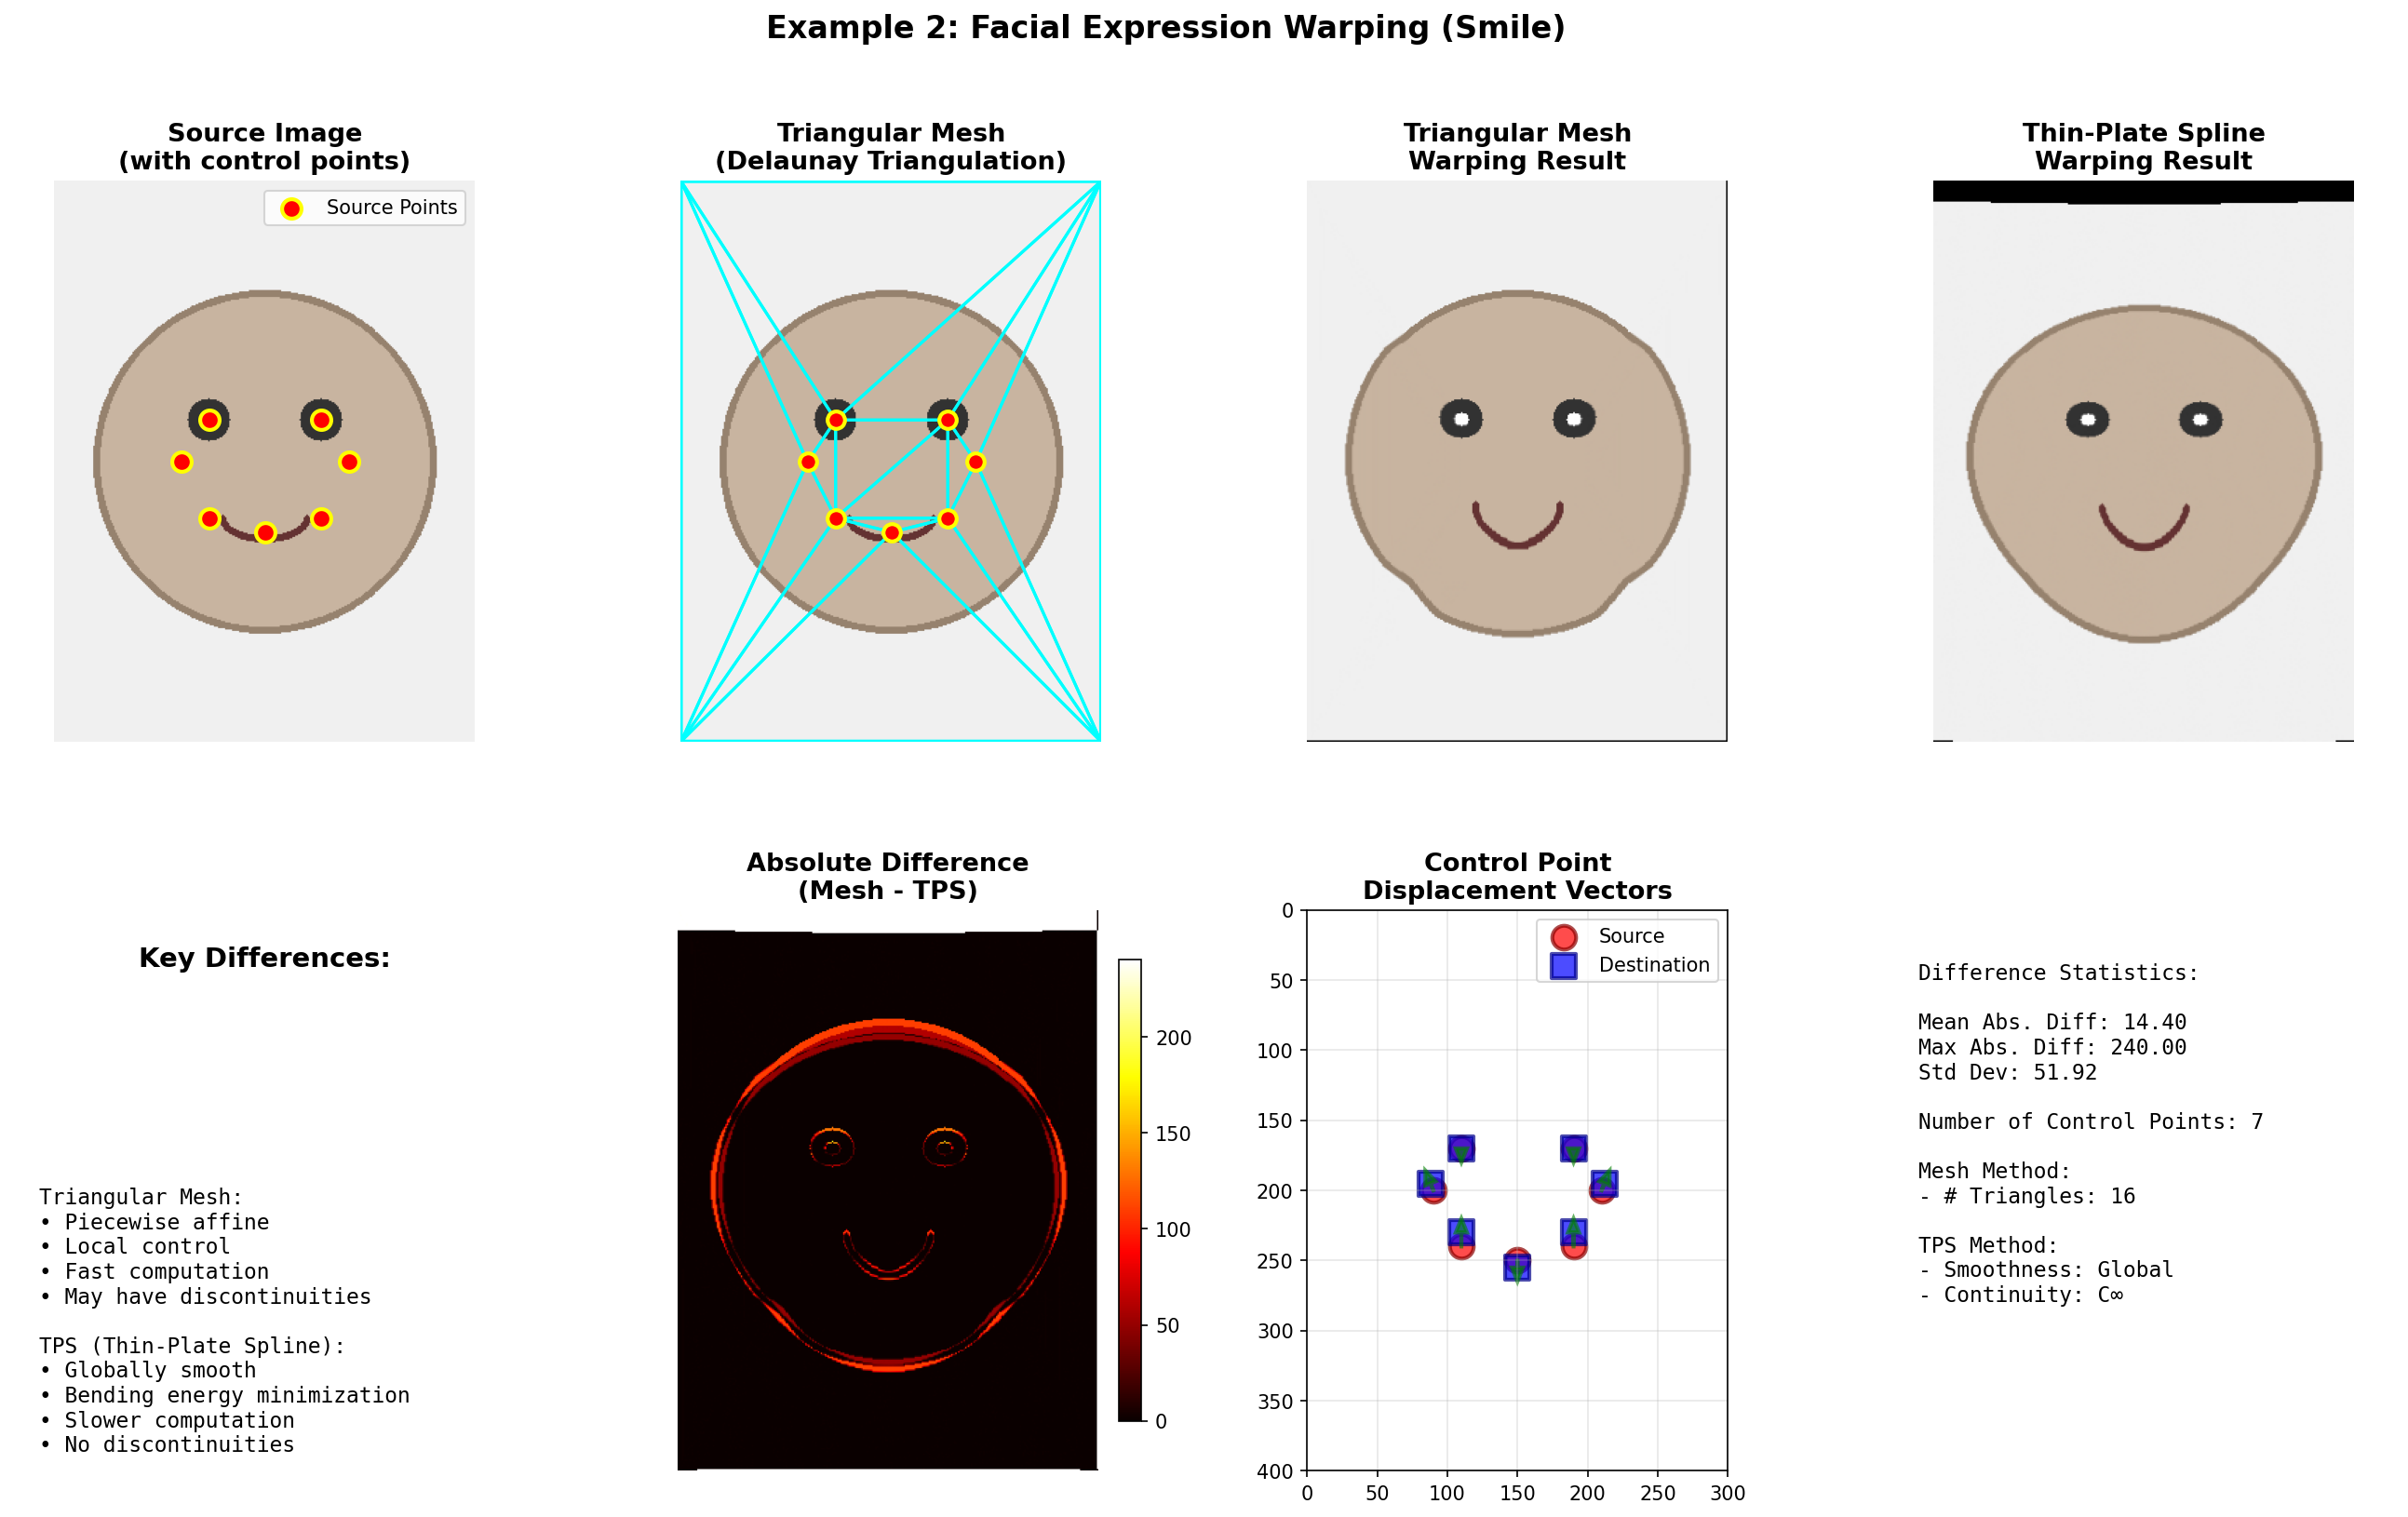 Example 2: Facial Expression Warping (Smile)
Source Image
(with control points)
Source Points
Triangular Mesh
(Delaunay Triangulation)
Triangular Mesh
Warping Result
Thin-Plate Spline
Warping Result
Key Differences:
Triangular Mesh:
• Piecewise affine
• Local control
• Fast computation
• May have discontinuities
TPS (Thin-Plate Spline):
• Globally smooth
• Bending energy minimization
• Slower computation
• No discontinuities
Absolute Difference
(Mesh - TPS)
200
150
100
50
0
Control Point
Displacement Vectors
Source
Destination
0
50
100
150
200
250
300
350
400
0 50 100 150 200 250 300
Difference Statistics:
Mean Abs. Diff: 14.40
Max Abs. Diff: 240.00
Std Dev: 51.92
Number of Control Points: 7
Mesh Method:
- # Triangles: 16
TPS Method:
- Smoothness: Global
- Continuity: C∞